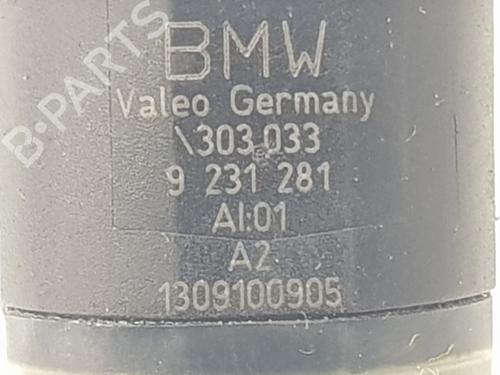 B-PARTS
BMW
Valeo Germany
\303.033
9 231 281
AI:01
A2
1309100905